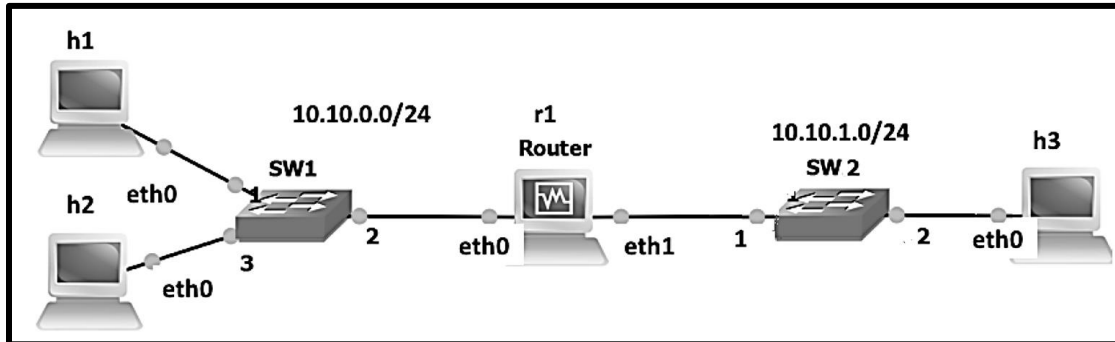 h1
10.10.0.0/24
r1
Router
10.10.1.0/24
h3
SW1
SW 2
eth0
1
h2
2
eth0
eth1
1
2
eth0
3
eth0